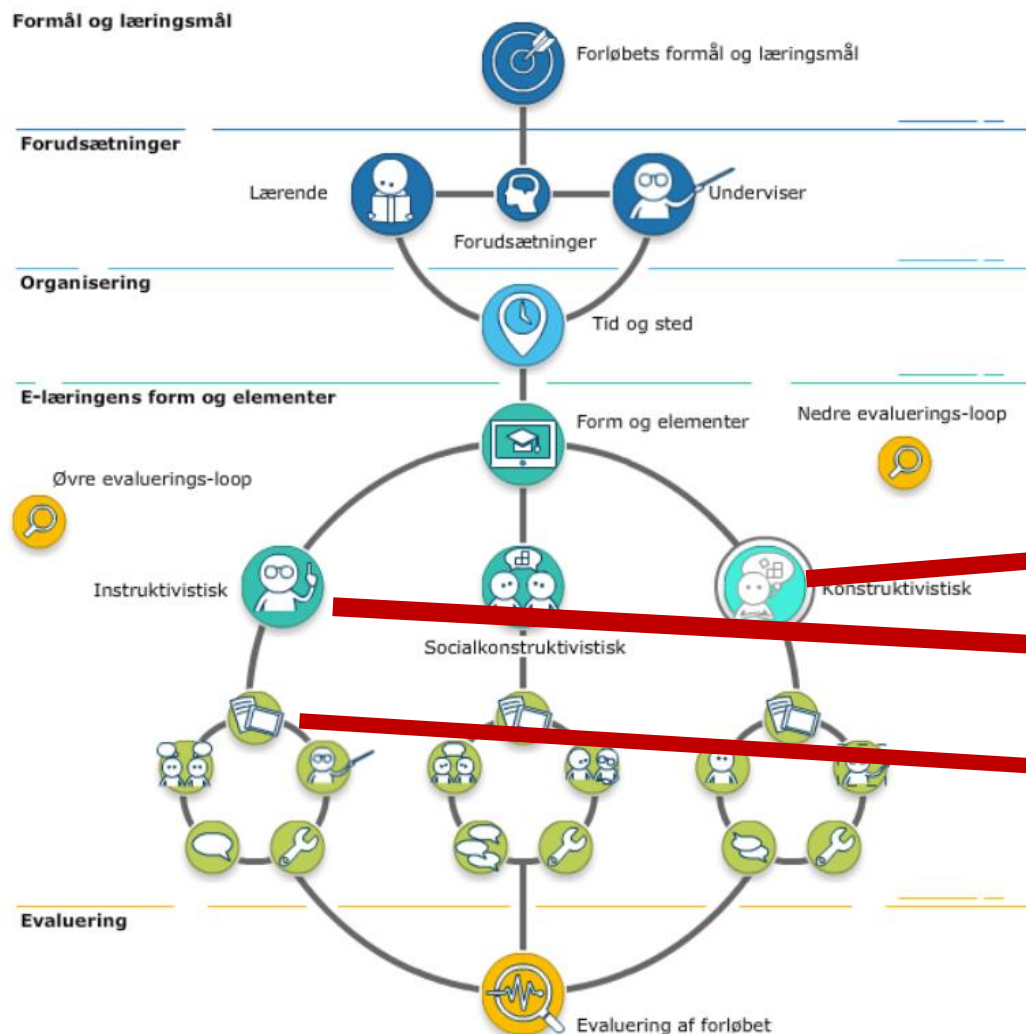 Formål og læringsmål
Forløbets formål og læringsmål
Forudsætninger
Lærende
Underviser
Forudsætninger
Organisering
Tid og sted
E-læringens form og elementer
Form og elementer
Nedre evaluerings-loop
Øvre evaluerings-loop
Instruktivistisk
Konstruktivistisk
Socialkonstruktivistisk
Evaluering
Evaluering af forløbet